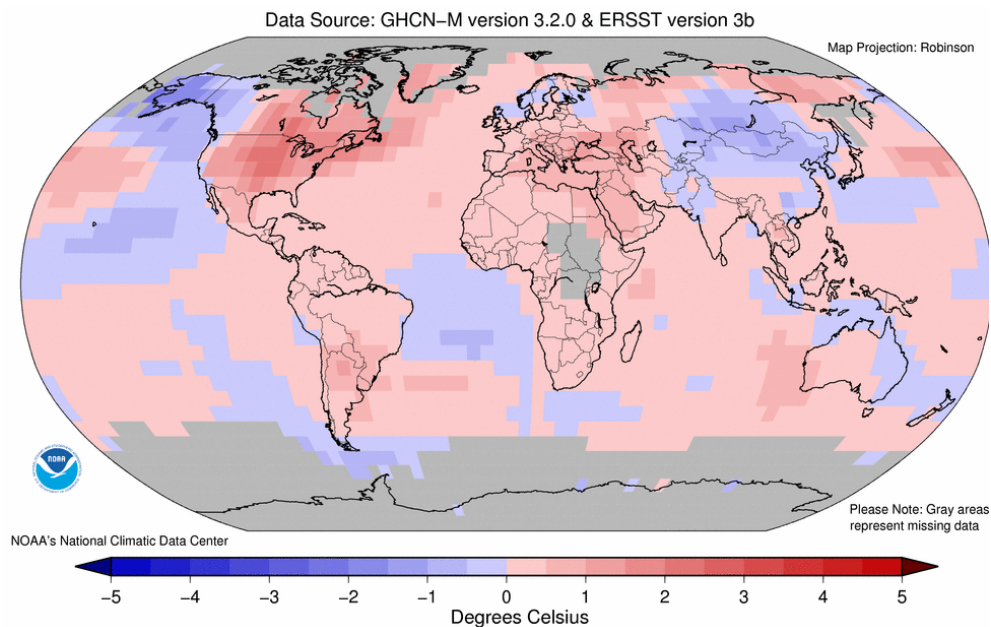 Data Source: GHCN−M version 3.2.0 & ERSST version 3b
Map Projection: Robinson
NOAA
Please Note: Gray areas
represent missing data
NOAA's National Climatic Data Center
−5 −4 −3 −2 −1 0 1 2 3 4 5
Degrees Celsius